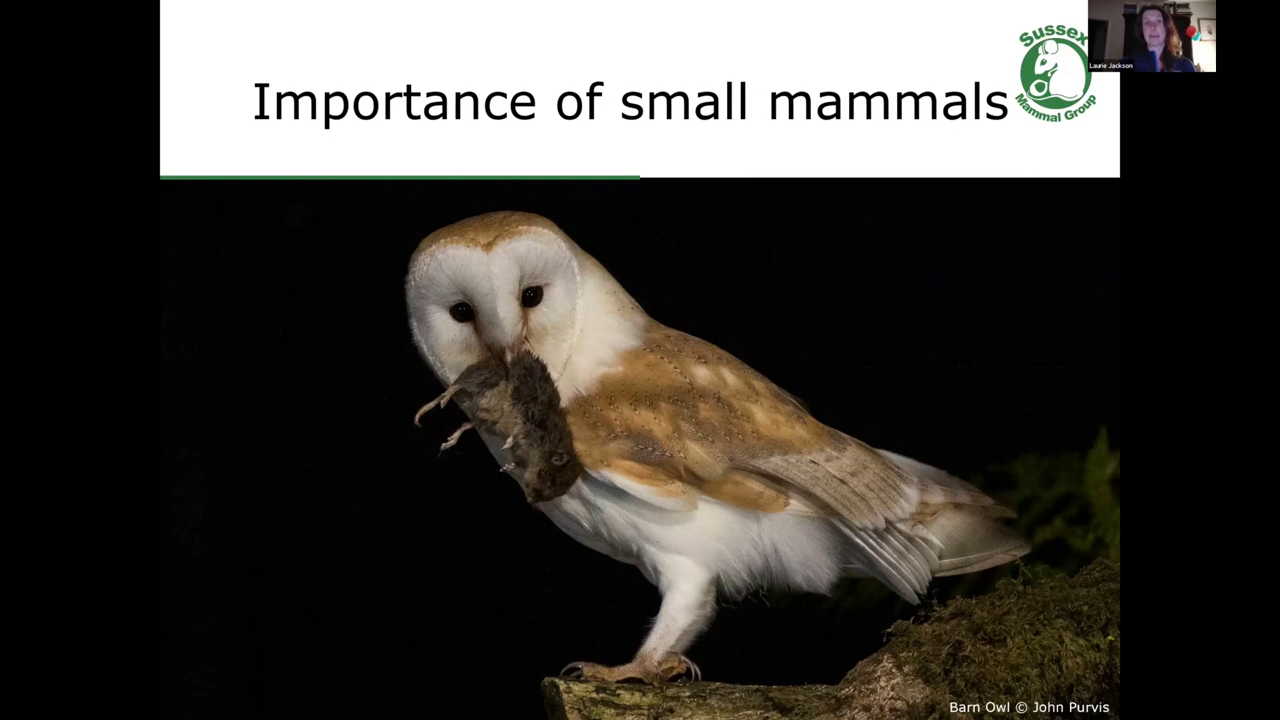 Importance of small mammals
Sussex
Mammal Group
Laurie Jackson
Barn Owl © John Purvis